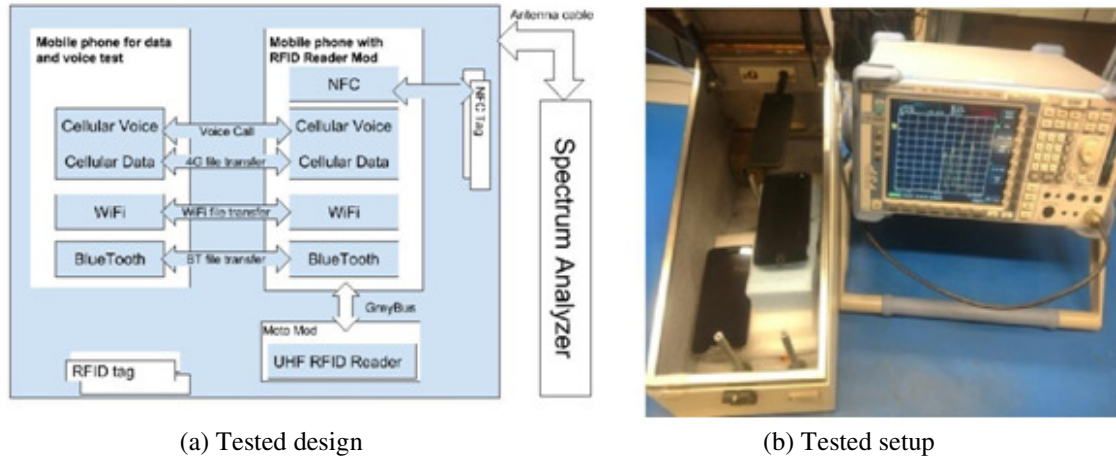 Antenna cable
Mobile phone for data
and voice test
Mobile phone with
RFID Reader Mod
NFC
NFC Tag
Cellular Voice
Voice Call
Cellular Voice
Cellular Data
4G file transfer
Cellular Data
WiFi
WiFi file transfer
WiFi
BlueTooth
BT file transfer
BlueTooth
GreyBus
Moto Mod
UHF RFID Reader
RFID tag
Spectrum Analyzer
(a) Tested design
(b) Tested setup